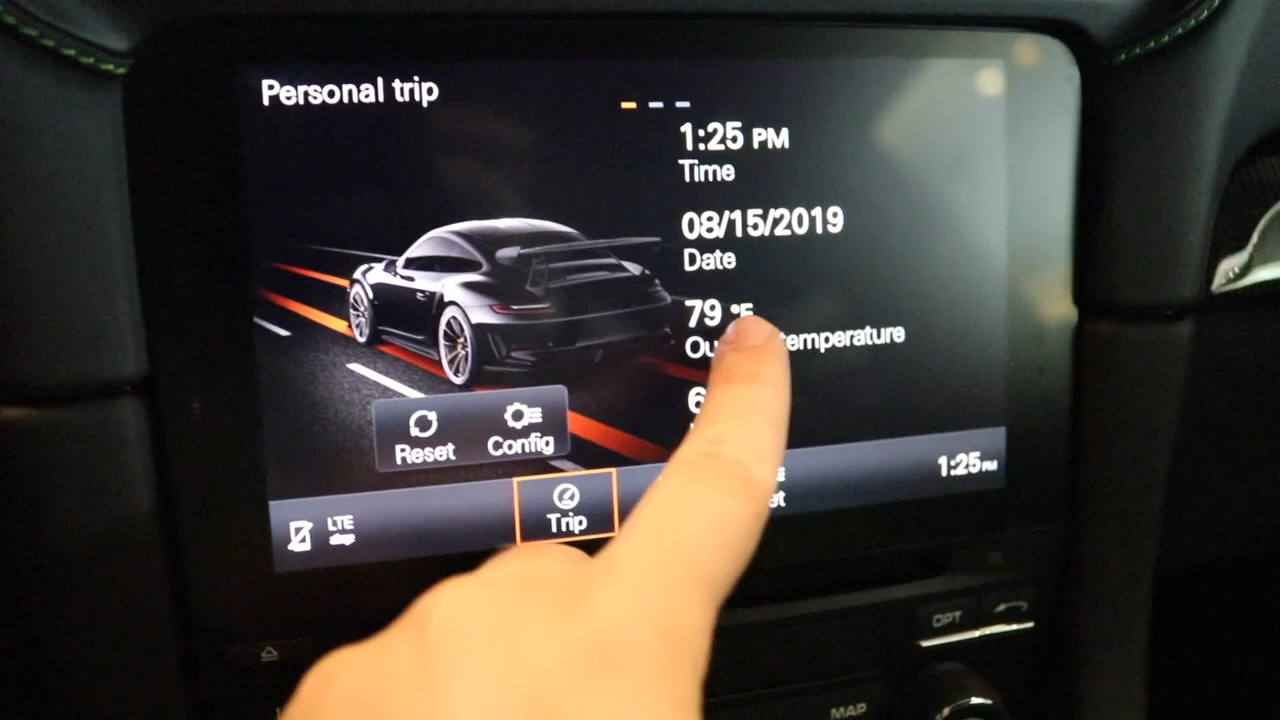 Personal trip
1:25 PM
Time
08/15/2019
Date
79 °F
temperature
Reset
Config
1:25 PM
LTE
Trip
OPT
MAP